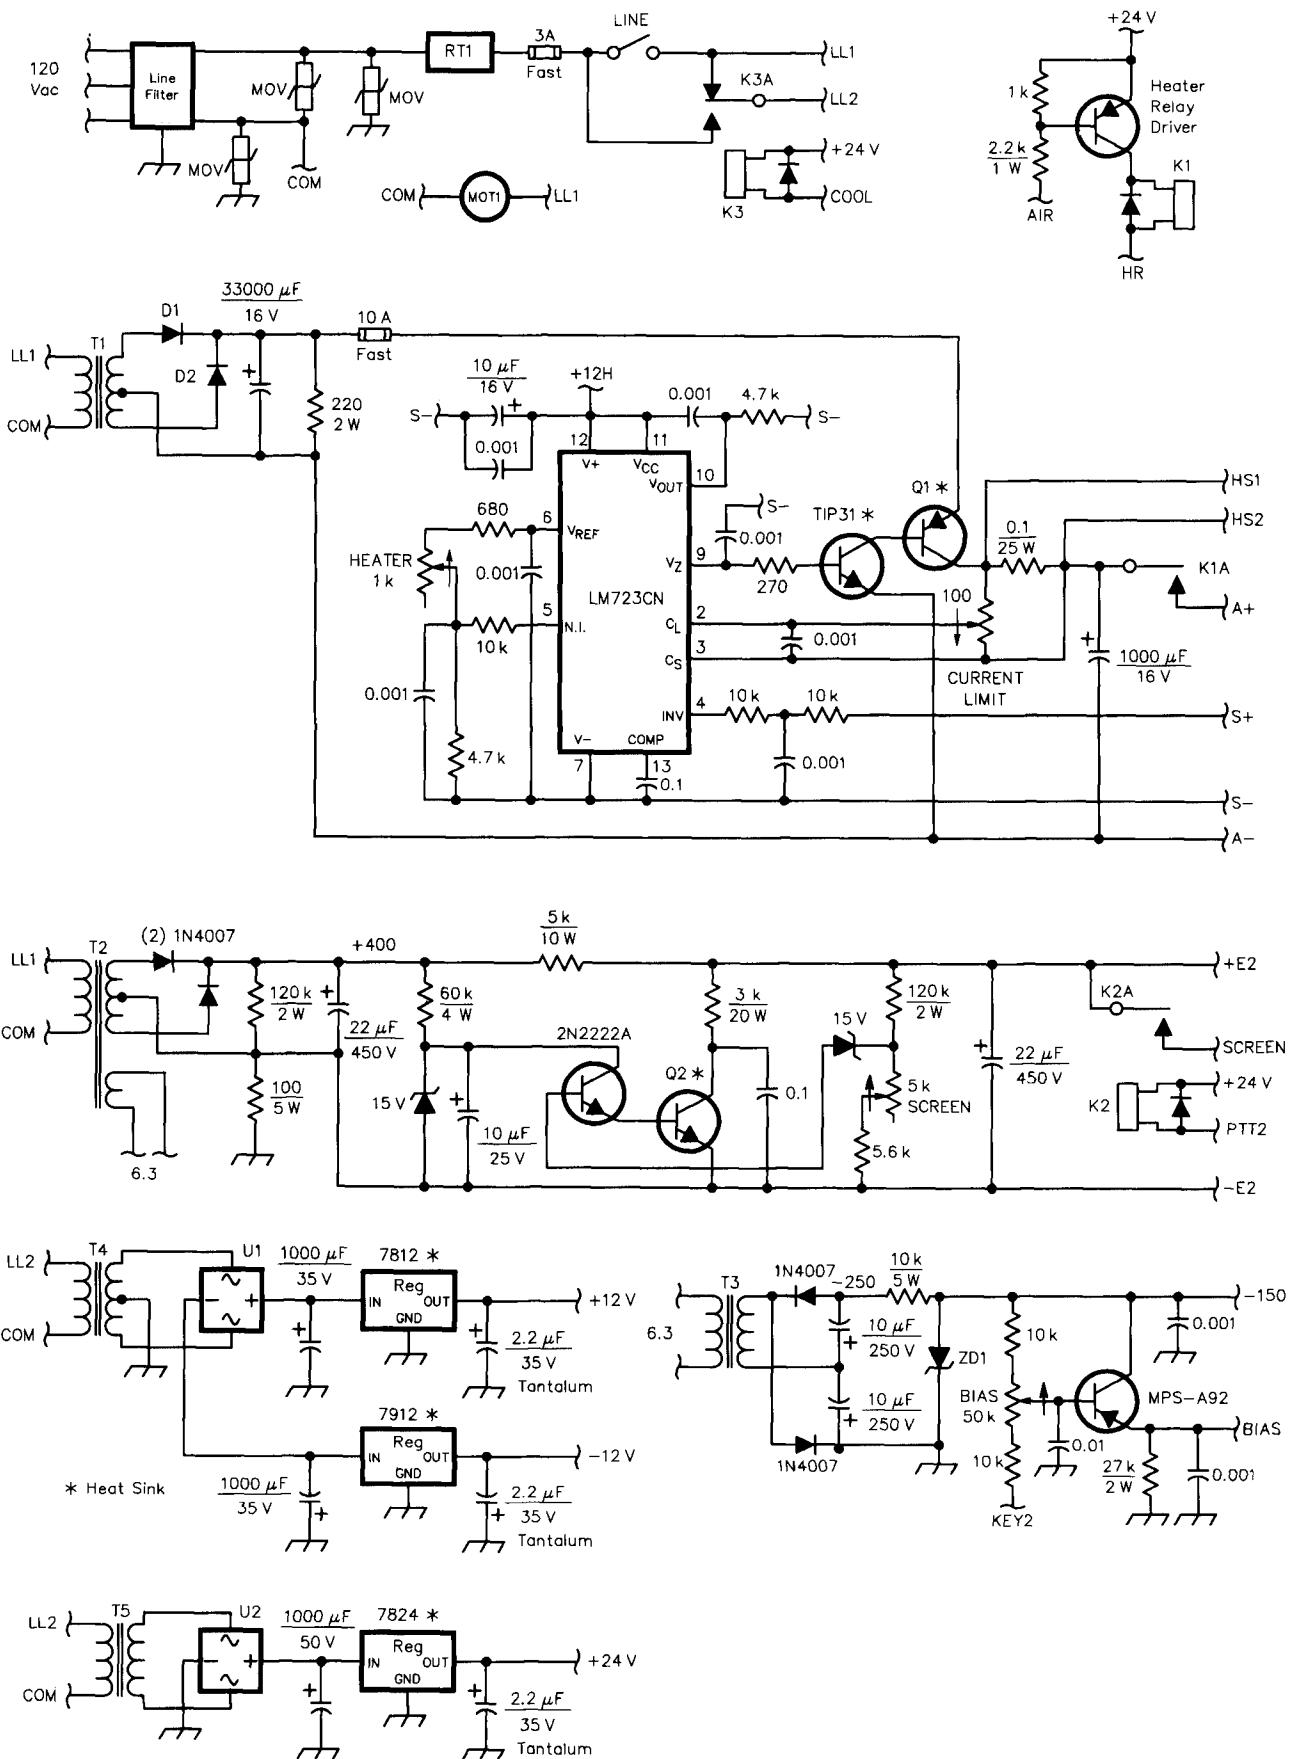 120
Vac
Line
Filter
MOV
MOV
MOV
COM
RT1
3A
Fast
LINE
LL1
K3A
LL2
+24 V
COOL
K3
COM
MOT1
LL1
+24 V
1 k
Heater
Relay
Driver
2.2 k
1 W
AIR
K1
HR
LL1
COM
T1
D1
D2
33000 µF
16 V
220
2 W
10 A
Fast
S−
10 µF
16 V
0.001
+12H
0.001
4.7 k
S−
12
V+
11
VCC
VOUT
10
680
6
VREF
HEATER
1 k
0.001
S−
0.001
9
VZ
270
TIP31 *
Q1 *
LM723CN
5
N.I.
10k
2
CL
3
CS
0.001
100
CURRENT
LIMIT
0.1
25 W
HS1
HS2
K1A
A+
1000 µF
16 V
0.001
4.7 k
4
INV
10 k
10 k
S+
V−
7
COMP
13
0.1
0.001
S−
A−
LL1
COM
T2
(2) 1N4007
+400
120k
2 W
22 µF
450 V
100
5 W
6.3
60 k
4 W
15 V
10 µF
25 V
5 k
10 W
2N2222A
Q2 *
3 k
20 W
0.1
15 V
120 k
2 W
5 k
SCREEN
5.6 k
22 µF
450 V
+E2
K2A
SCREEN
+24 V
K2
PTT2
−E2
LL2
COM
T4
U1
1000 µF
35 V
7812 *
Reg
IN
OUT
GND
+12 V
2.2 µF
35 V
Tantalum
7912 *
Reg
IN
OUT
GND
−12 V
1000 µF
35 V
2.2 µF
35 V
Tantalum
* Heat Sink
6.3
T3
1N4007
−250
10 k
5 W
10 µF
250 V
10 µF
250 V
1N4007
ZD1
10 k
BIAS
50 k
10 k
KEY2
0.01
MPS−A92
27 k
2 W
−150
0.001
BIAS
0.001
LL2
COM
T5
U2
1000 µF
50 V
7824 *
Reg
IN
OUT
GND
+24 V
2.2 µF
35 V
Tantalum